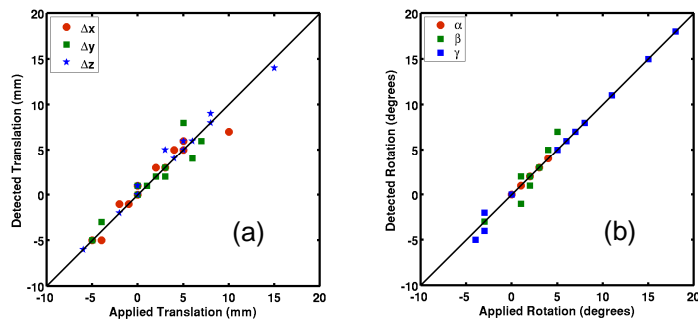 Δx
Δy
Δz
20
15
10
5
0
-5
-10
-10 -5 0 5 10 15 20
Detected Translation (mm)
Applied Translation (mm)
(a)
α
β
γ
20
15
10
5
0
-5
-10
-10 -5 0 5 10 15 20
Detected Rotation (degrees)
Applied Rotation (degrees)
(b)